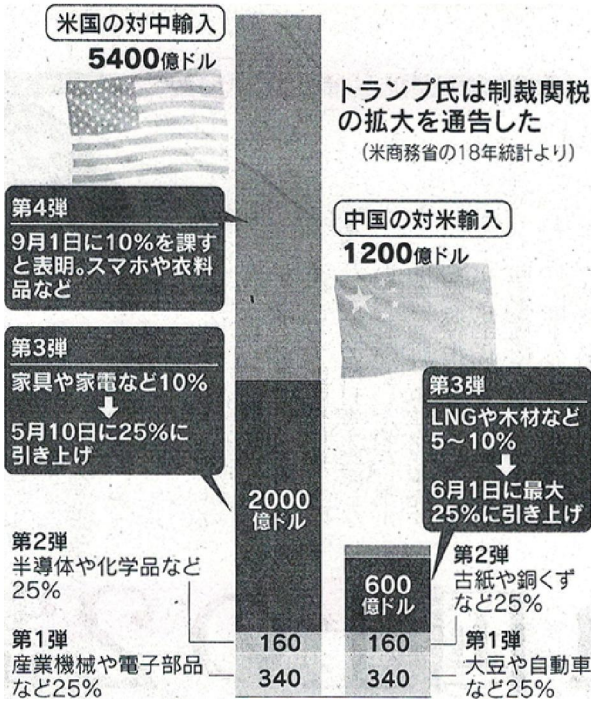 米国の対中輸入
5400億ドル
トランプ氏は制裁関税
の拡大を通告した
(米商務省の18年統計より)
第4弾
9月1日に10%を課す
と表明。スマホや衣料
品など
中国の対米輸入
1200億ドル
第3弾
家具や家電など10%
5月10日に25%に
引き上げ
第3弾
LNGや木材など
5〜10%
6月1日に最大
25%に引き上げ
2000
億ドル
600
億ドル
第2弾
半導体や化学品など
25%
第2弾
古紙や銅くず
など25%
160
160
第1弾
産業機械や電子部品
など25%
340
340
第1弾
大豆や自動車
など25%